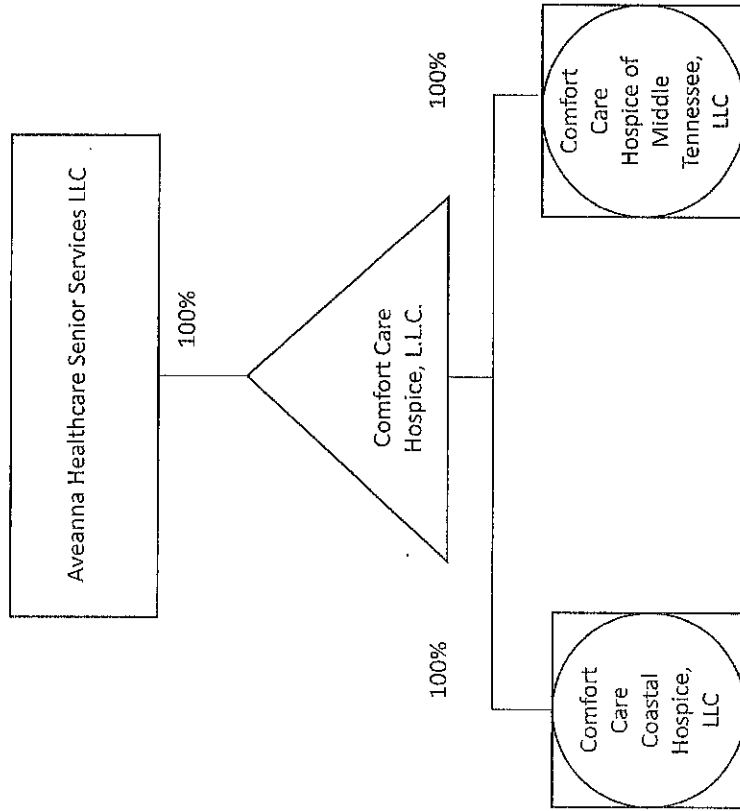 Aveanna Healthcare Senior Services LLC
100%
Comfort Care
Hospice, L.L.C.
100%
100%
Comfort
Care
Coastal
Hospice,
LLC
Comfort
Care
Hospice of
Middle
Tennessee,
LLC